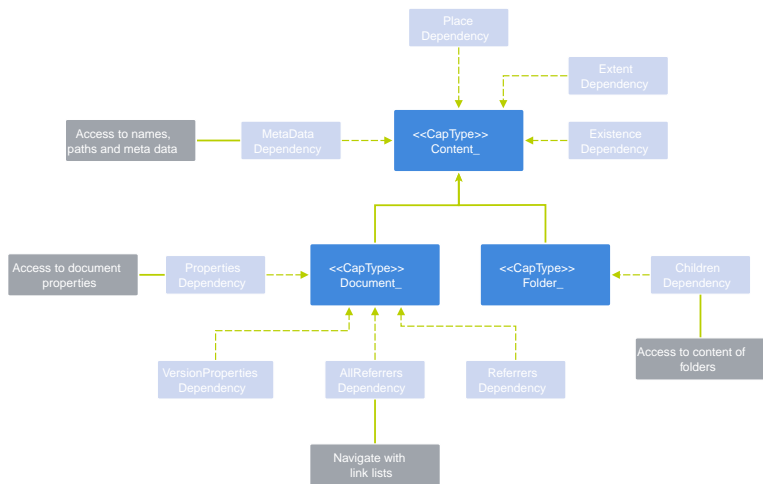 Place
Dependency
Extent
Dependency
Access to names,
paths and meta data
MetaData
Dependency
<<CapType>>
Content_
Existence
Dependency
Access to document
properties
Properties
Dependency
<<CapType>>
Document_
<<CapType>>
Folder_
Children
Dependency
VersionProperties
Dependency
AllReferrers
Dependency
Referrers
Dependency
Access to content of
folders
Navigate with
link lists